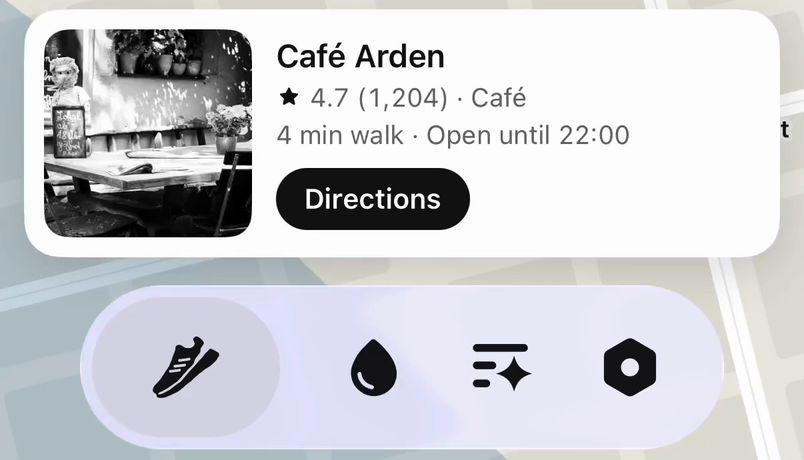 Café Arden
★ 4.7 (1,204) · Café
4 min walk · Open until 22:00
Directions
t